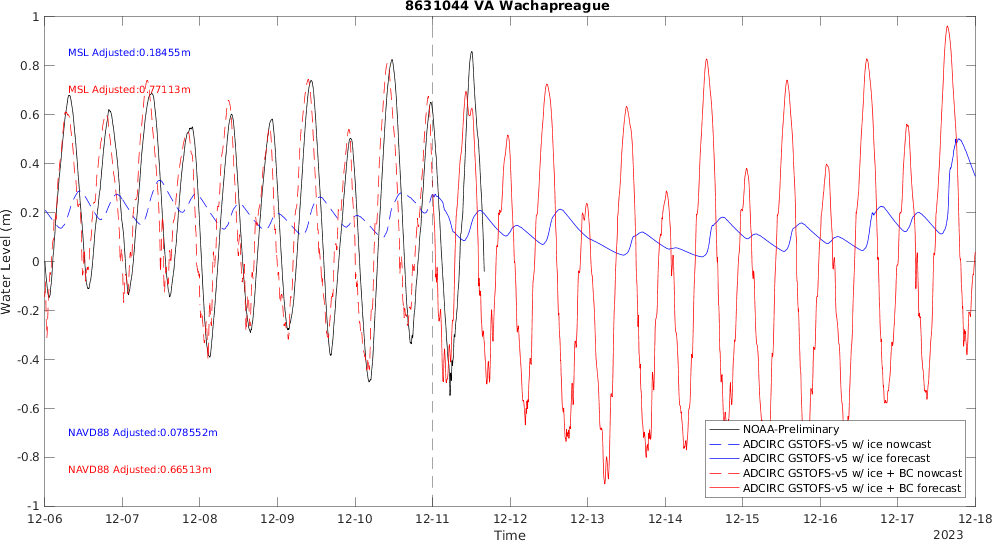 8631044 VA Wachapreague
1
0.8
0.6
0.4
0.2
0
-0.2
-0.4
-0.6
-0.8
-1
Water Level (m)
MSL Adjusted:0.18455m
MSL Adjusted:0.77113m
NAVD88 Adjusted:0.078552m
NAVD88 Adjusted:0.66513m
NOAA-Preliminary
ADCIRC GSTOFS-v5 w/ ice nowcast
ADCIRC GSTOFS-v5 w/ ice forecast
ADCIRC GSTOFS-v5 w/ ice + BC nowcast
ADCIRC GSTOFS-v5 w/ ice + BC forecast
12-06 12-07 12-08 12-09 12-10 12-11 12-12 12-13 12-14 12-15 12-16 12-17 12-18
Time
2023